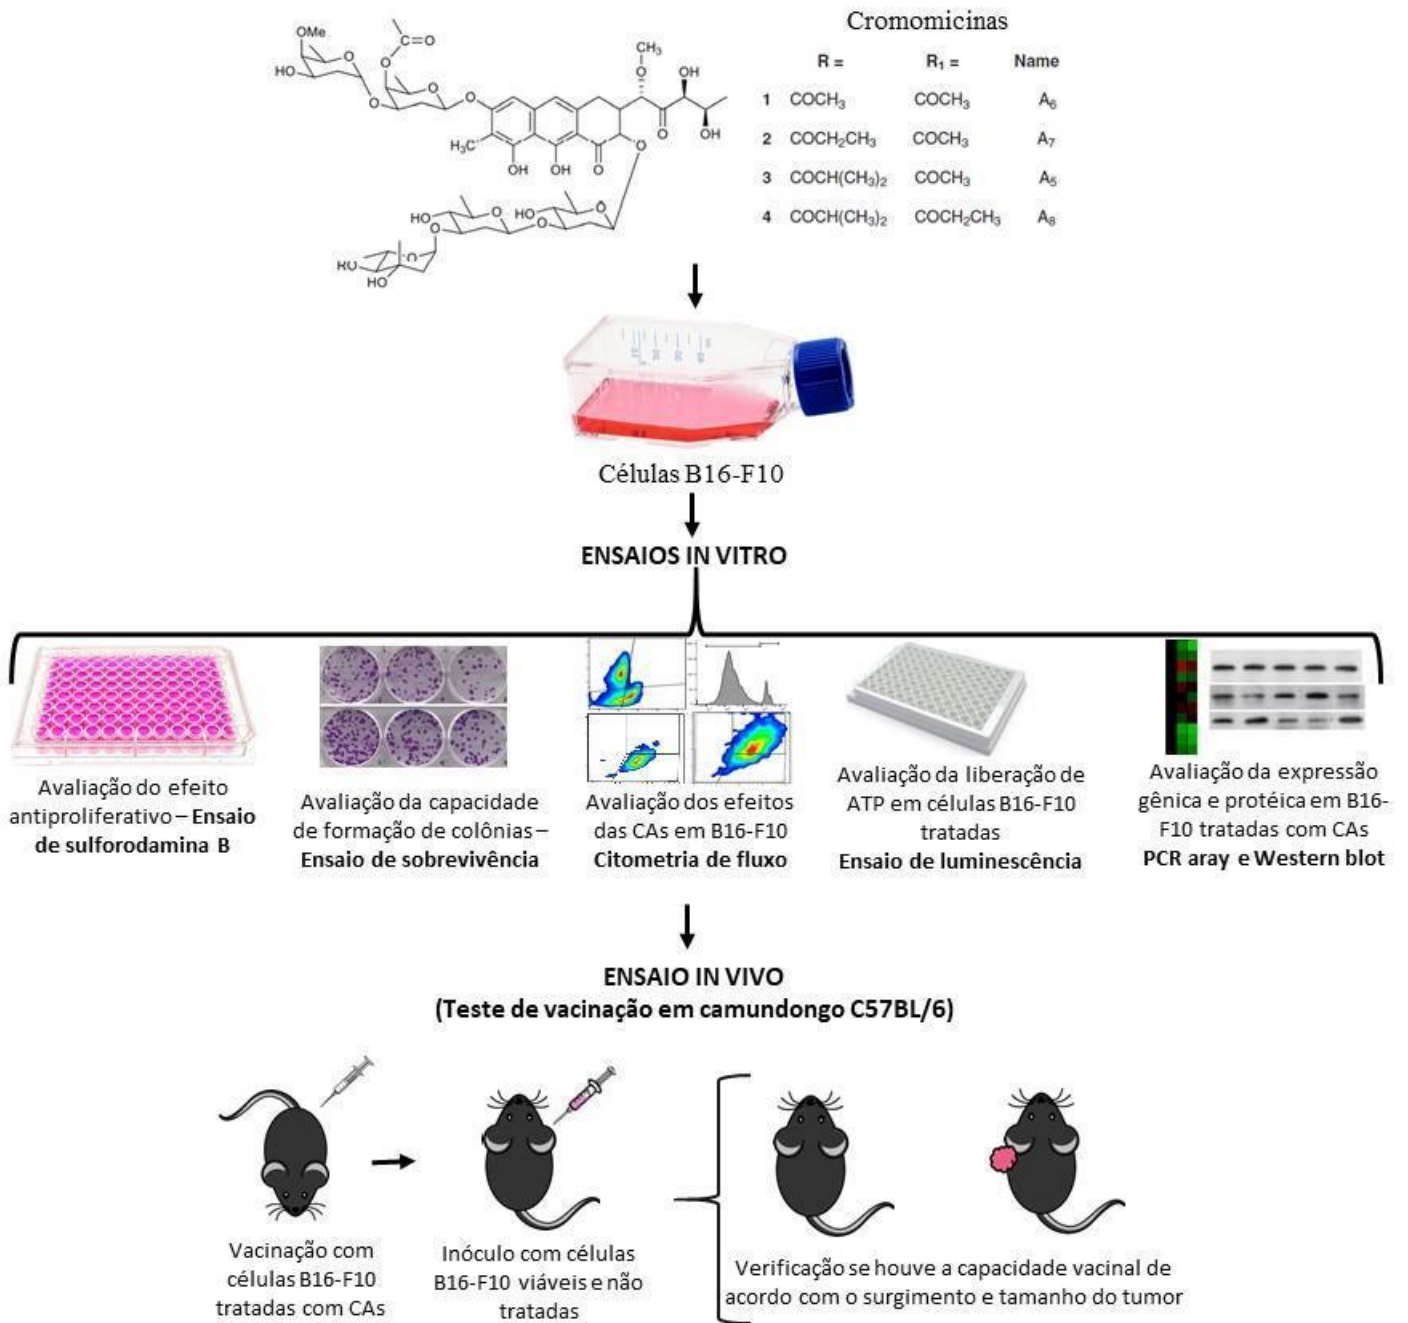 Cromomicinas
R = R₁ = Name
1 COCH₃ COCH₃ A₆
2 COCH₂CH₃ COCH₃ A₇
3 COCH(CH₃)₂ COCH₃ A₅
4 COCH(CH₃)₂ COCH₂CH₃ A₈
OMe
O
C=O
O
HO
O
O
O
O
CH₃
O
OH
O
OH
H₃C
OH
OH
O
O
HO
O
HO
O
O
O
O
RO
HO
Células B16-F10
ENSAIOS IN VITRO
Avaliação do efeito
antiproliferativo – Ensaio
de sulforodamina B
Avaliação da capacidade
de formação de colônias –
Ensaio de sobrevivência
Avaliação dos efeitos
das CAs em B16-F10
Citometria de fluxo
Avaliação da liberação de
ATP em células B16-F10
tratadas
Ensaio de luminescência
Avaliação da expressão
gênica e protéica em B16-
F10 tratadas com CAs
PCR aray e Western blot
ENSAIO IN VIVO
(Teste de vacinação em camundongo C57BL/6)
Vacinação com
células B16-F10
tratadas com CAs
Inóculo com células
B16-F10 viáveis e não
tratadas
Verificação se houve a capacidade vacinal de
acordo com o surgimento e tamanho do tumor